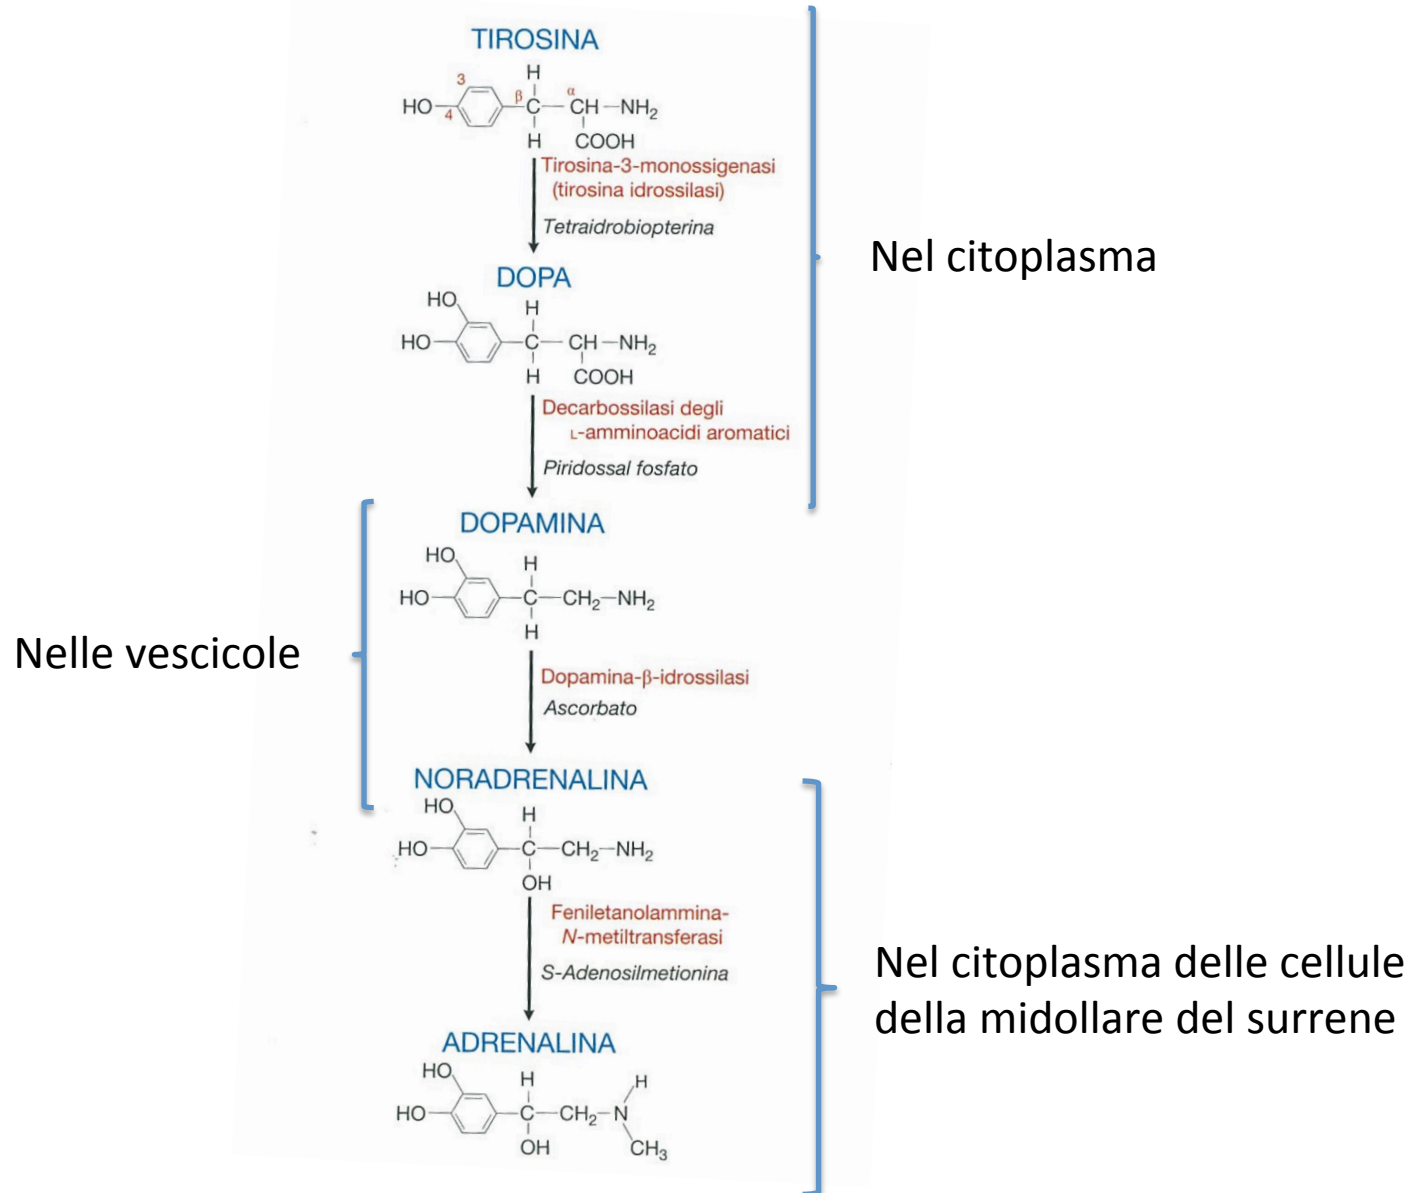 TIROSINA
H
3
β
α
HO
4
C
CH
NH₂
H
COOH
Tirosina-3-monossigenasi
(tirosina idrossilasi)
Tetraidrobiopterina
Nel citoplasma
DOPA
HO
H
HO
C
CH
NH₂
H
COOH
Decarbossilasi degli
L-amminoacidi aromatici
Piridossal fosfato
DOPAMINA
HO
H
HO
C
CH₂
NH₂
H
Nelle vescicole
Dopamina-β-idrossilasi
Ascorbato
NORADRENALINA
HO
H
HO
C
CH₂
NH₂
OH
Feniletanolammina-
N-metiltransferasi
S-Adenosilmetionina
Nel citoplasma delle cellule
della midollare del surrene
ADRENALINA
HO
H
H
HO
C
CH₂
N
OH
CH₃